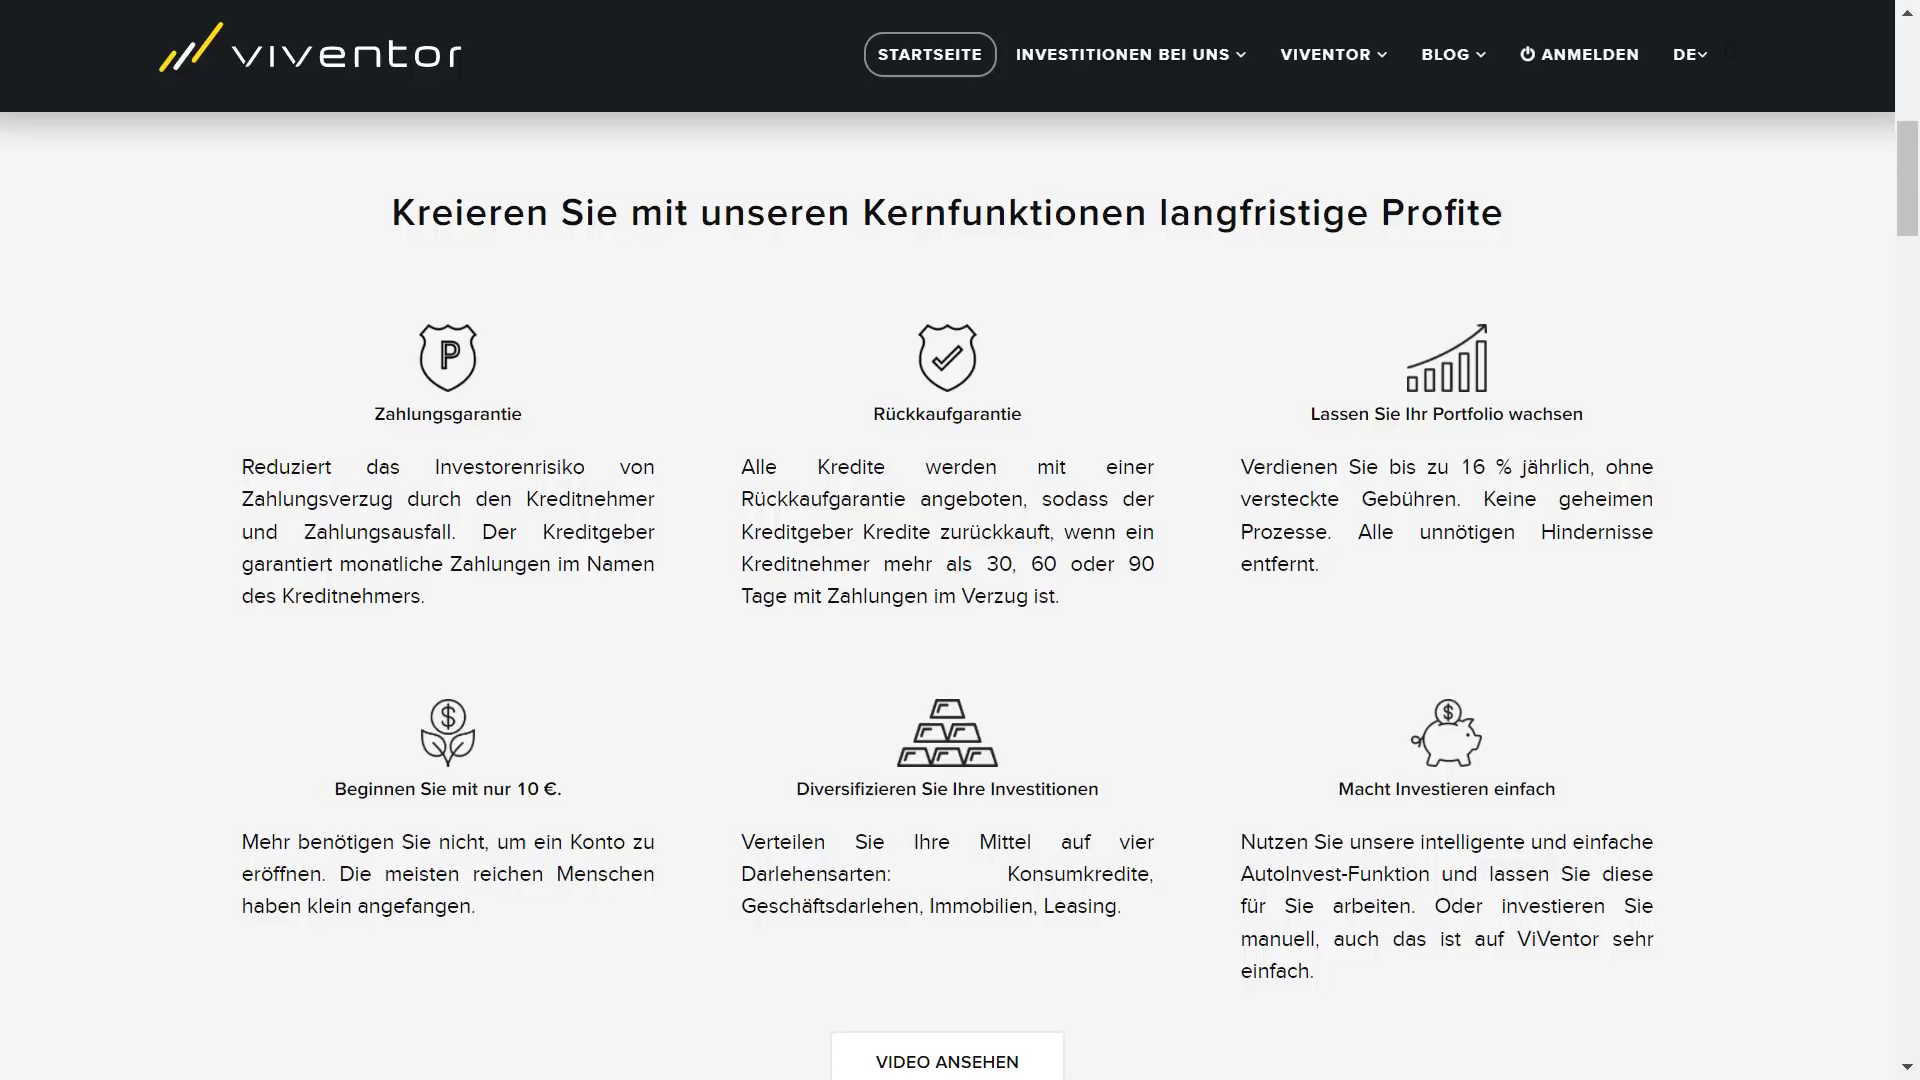 viventor
STARTSEITE
INVESTITIONEN BEI UNS
VIVENTOR
BLOG
ANMELDEN
DE
Kreieren Sie mit unseren Kernfunktionen langfristige Profite
P
Zahlungsgarantie
Reduziert das Investorenrisiko von
Zahlungsverzug durch den Kreditnehmer
und Zahlungsausfall. Der Kreditgeber
garantiert monatliche Zahlungen im Namen
des Kreditnehmers.
Rückkaufgarantie
Alle Kredite werden mit einer
Rückkaufgarantie angeboten, sodass der
Kreditgeber Kredite zurückkauft, wenn ein
Kreditnehmer mehr als 30, 60 oder 90
Tage mit Zahlungen im Verzug ist.
Lassen Sie Ihr Portfolio wachsen
Verdienen Sie bis zu 16 % jährlich, ohne
versteckte Gebühren. Keine geheimen
Prozesse. Alle unnötigen Hindernisse
entfernt.
$
Beginnen Sie mit nur 10 €.
Mehr benötigen Sie nicht, um ein Konto zu
eröffnen. Die meisten reichen Menschen
haben klein angefangen.
Diversifizieren Sie Ihre Investitionen
Verteilen Sie Ihre Mittel auf vier
Darlehensarten: Konsumkredite,
Geschäftsdarlehen, Immobilien, Leasing.
$
Macht Investieren einfach
Nutzen Sie unsere intelligente und einfache
AutoInvest-Funktion und lassen Sie diese
für Sie arbeiten. Oder investieren Sie
manuell, auch das ist auf ViVentor sehr
einfach.
VIDEO ANSEHEN